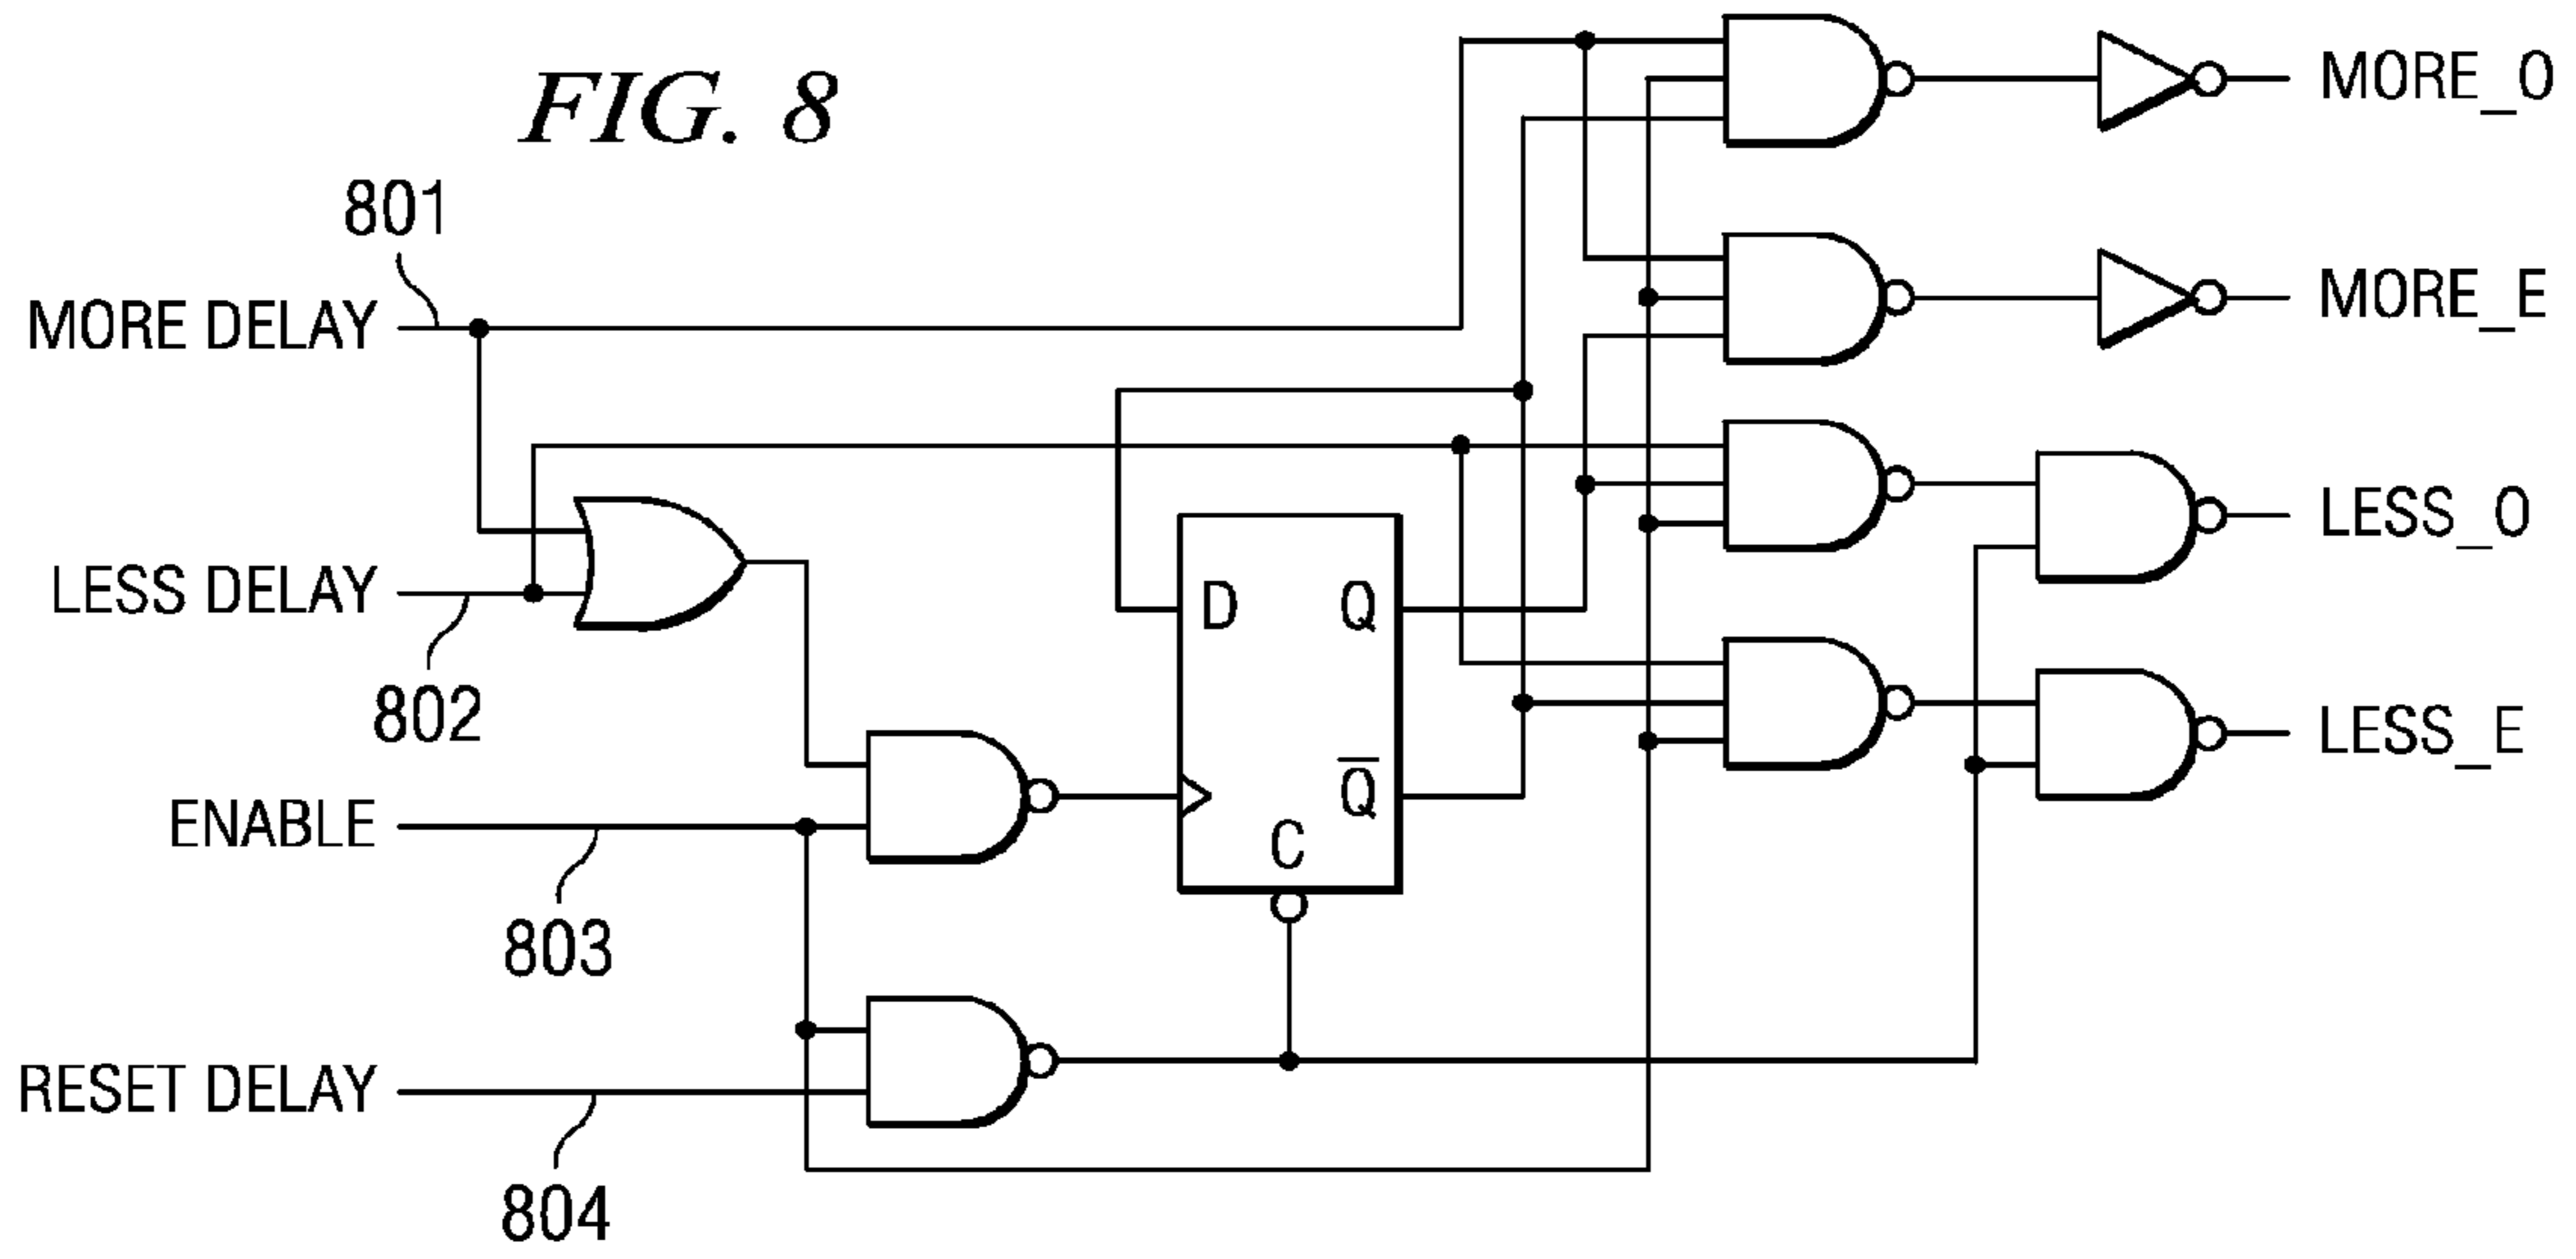 FIG. 8
MORE_O
801
MORE DELAY
MORE_E
LESS_O
LESS DELAY
D
Q
802
LESS_E
ENABLE
Q̅
C
803
RESET DELAY
804